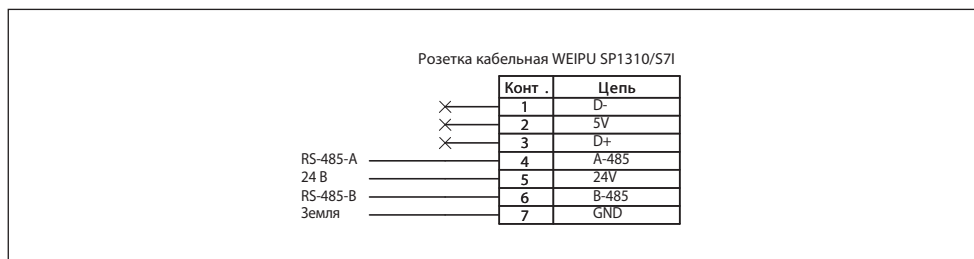 Розетка кабельная WEIPU SP1310/S7I
Конт . Цепь
1 D-
2 5V
3 D+
RS-485-A 4 A-485
24 В 5 24V
RS-485-B 6 B-485
Земля 7 GND